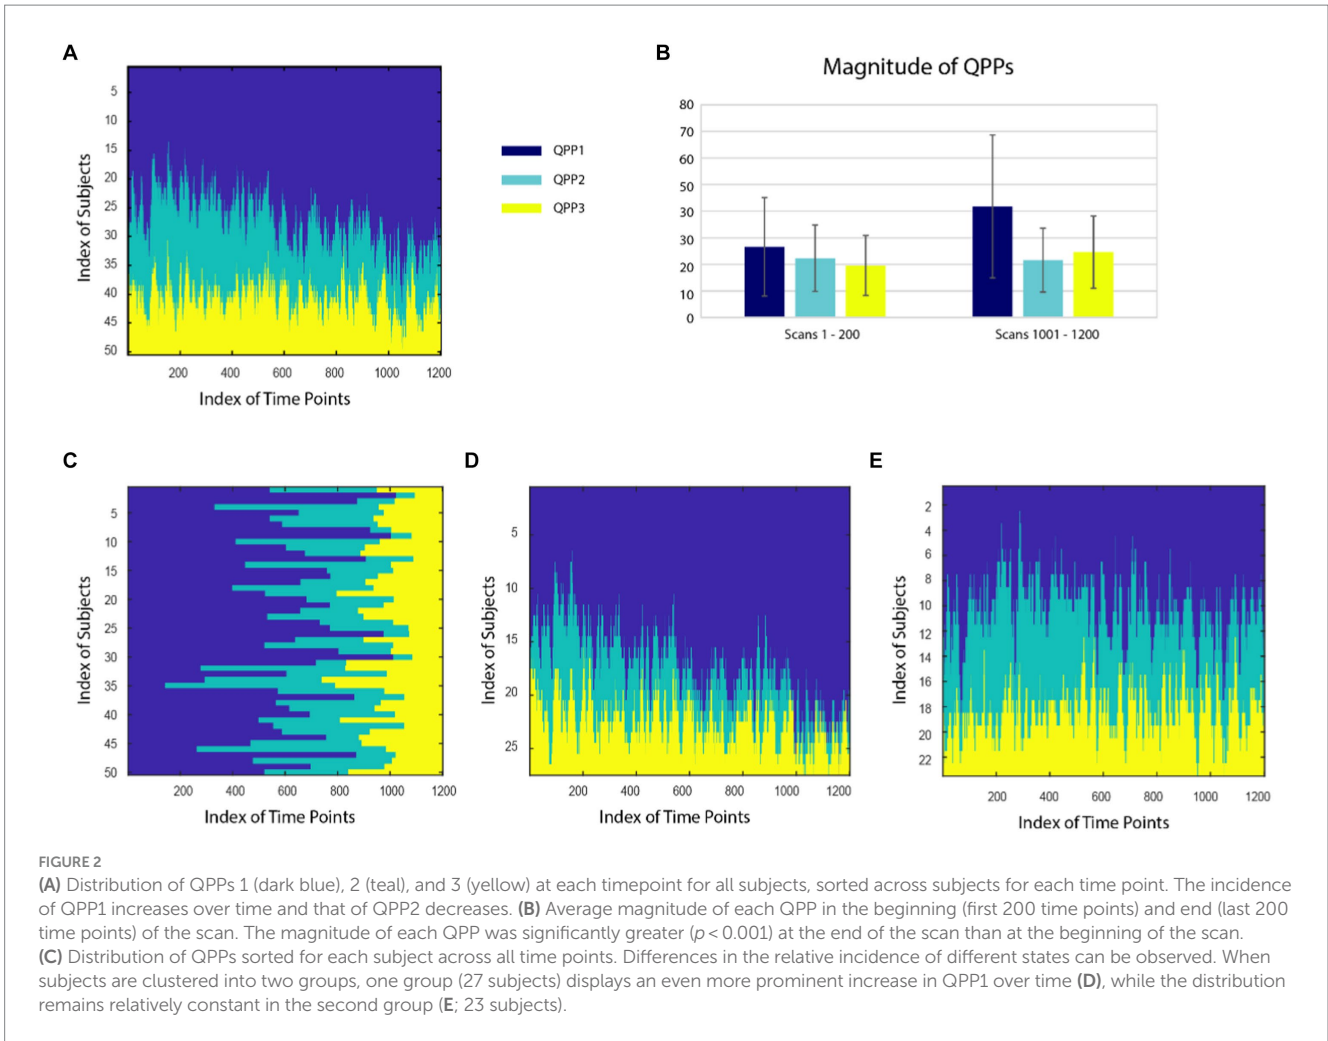 A
5
10
15
20
25
30
35
40
45
50
Index of Subjects
200 400 600 800 1000 1200
Index of Time Points
QPP1
QPP2
QPP3
B
Magnitude of QPPs
80
70
60
50
30
30
20
10
0
Scans 1 - 200 Scans 1001 - 1200
C
5
10
15
20
25
30
35
40
45
50
Index of Subjects
200 400 600 800 1000 1200
Index of Time Points
D
5
10
15
20
25
Index of Subjects
200 400 600 800 1000 1200
Index of Time Points
E
2
4
6
8
10
12
14
16
18
20
22
Index of Subjects
200 400 600 800 1000 1200
Index of Time Points
FIGURE 2
(A) Distribution of QPPs 1 (dark blue), 2 (teal), and 3 (yellow) at each timepoint for all subjects, sorted across subjects for each time point. The incidence
of QPP1 increases over time and that of QPP2 decreases. (B) Average magnitude of each QPP in the beginning (first 200 time points) and end (last 200
time points) of the scan. The magnitude of each QPP was significantly greater (p < 0.001) at the end of the scan than at the beginning of the scan.
(C) Distribution of QPPs sorted for each subject across all time points. Differences in the relative incidence of different states can be observed. When
subjects are clustered into two groups, one group (27 subjects) displays an even more prominent increase in QPP1 over time (D), while the distribution
remains relatively constant in the second group (E; 23 subjects).